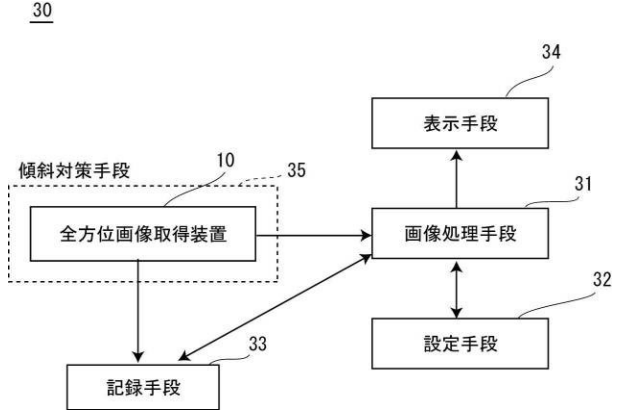 30
34
表示手段
傾斜対策手段
10
35
31
全方位画像取得装置
画像処理手段
32
33
設定手段
記録手段